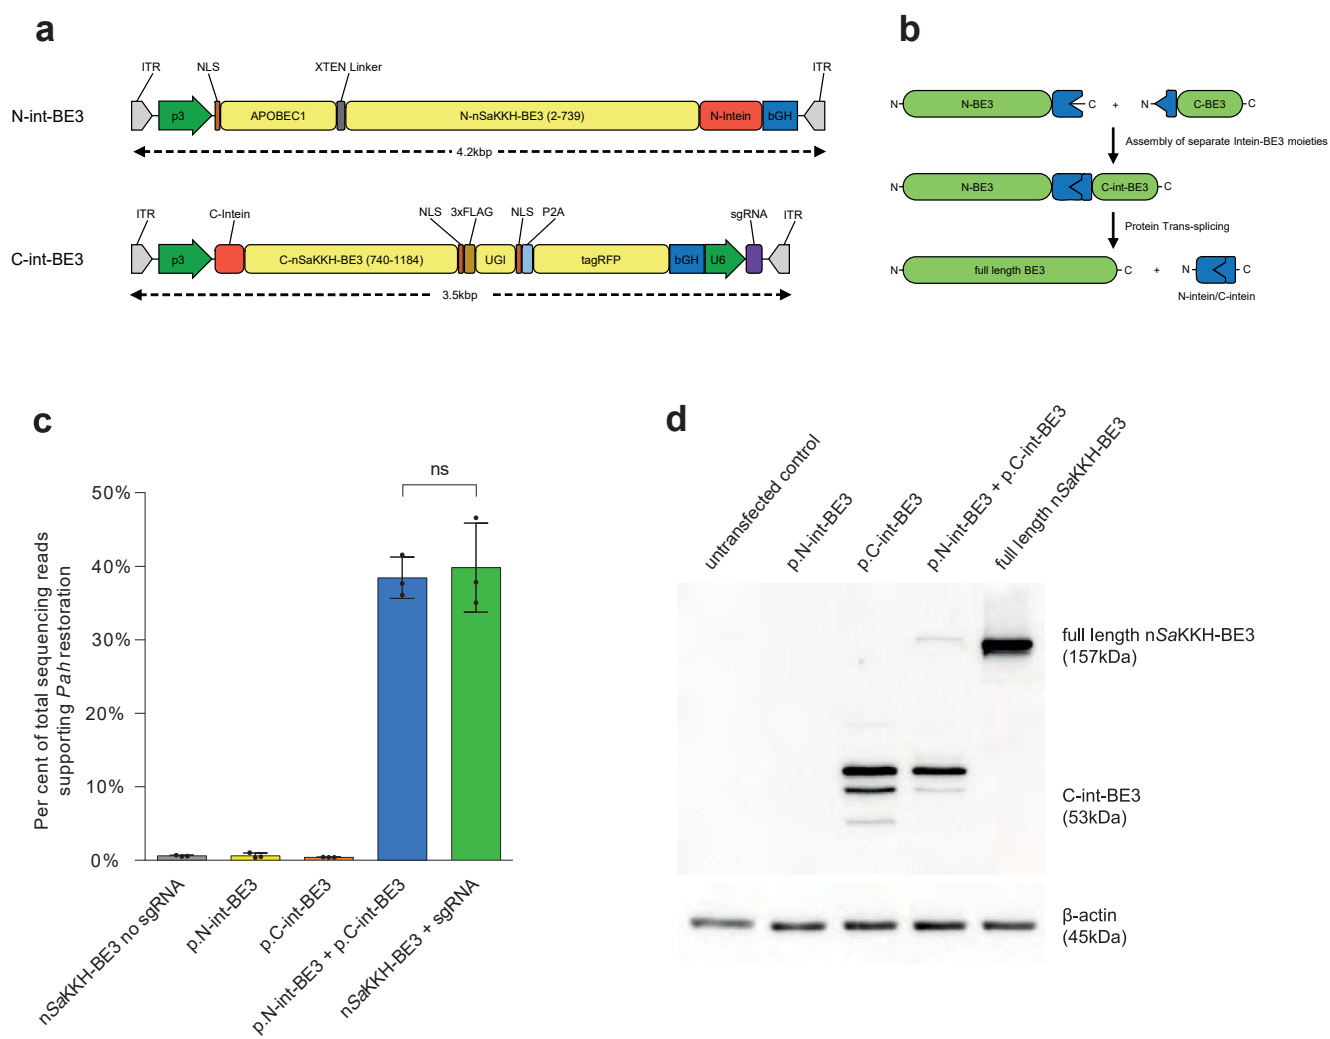 a
ITR
NLS
XTEN Linker
ITR
N-int-BE3
p3
APOBEC1
N-nSaKKH-BE3 (2-739)
N-Intein
bGH
4.2kbp
ITR
C-Intein
NLS
3xFLAG
NLS
P2A
sgRNA
ITR
C-int-BE3
p3
C-nSaKKH-BE3 (740-1184)
UGI
tagRFP
bGH
U6
3.5kbp
b
N-
N-BE3
C
+
N-
C-BE3
-C
Assembly of separate Intein-BE3 moieties
N-
N-BE3
C-int-BE3
-C
Protein Trans-splicing
N-
full length BE3
-C
+
N-
-C
N-intein/C-intein
c
Per cent of total sequencing reads
supporting Pah restoration
50%
40%
30%
20%
10%
0%
ns
nSaKKH-BE3 no sgRNA
p.N-int-BE3
p.C-int-BE3
p.N-int-BE3 + p.C-int-BE3
nSaKKH-BE3 + sgRNA
d
untransfected control
p.N-int-BE3
p.C-int-BE3
p.N-int-BE3 + p.C-int-BE3
full length nSaKKH-BE3
full length nSaKKH-BE3
(157kDa)
C-int-BE3
(53kDa)
β-actin
(45kDa)